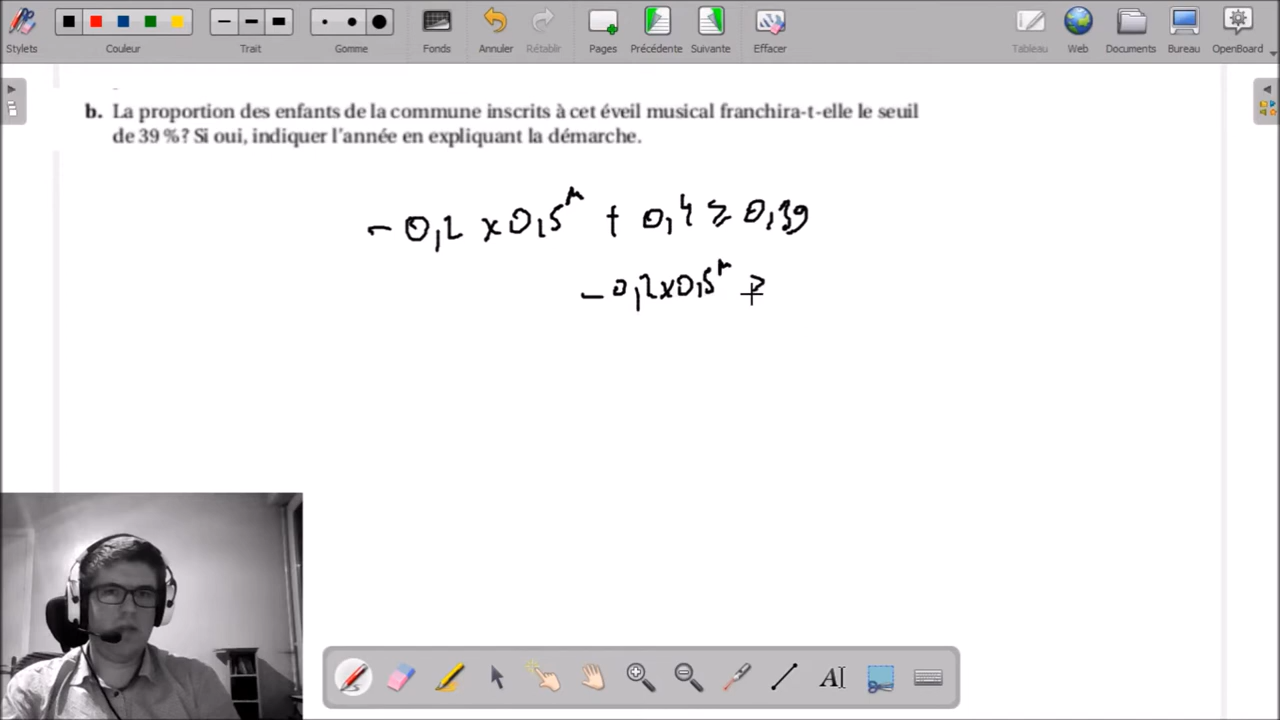 Stylets Couleur Trait Gomme Fonds Annuler Rétablir Pages Précédente Suivante Effacer Tableau Web Documents Bureau OpenBoard
b. La proportion des enfants de la commune inscrits à cet éveil musical franchira-t-elle le seuil
de 39 %? Si oui, indiquer l'année en expliquant la démarche.
- 0,2 × 0,5^n + 0,4 ≥ 0,39
- 0,2 × 0,5^n ≥